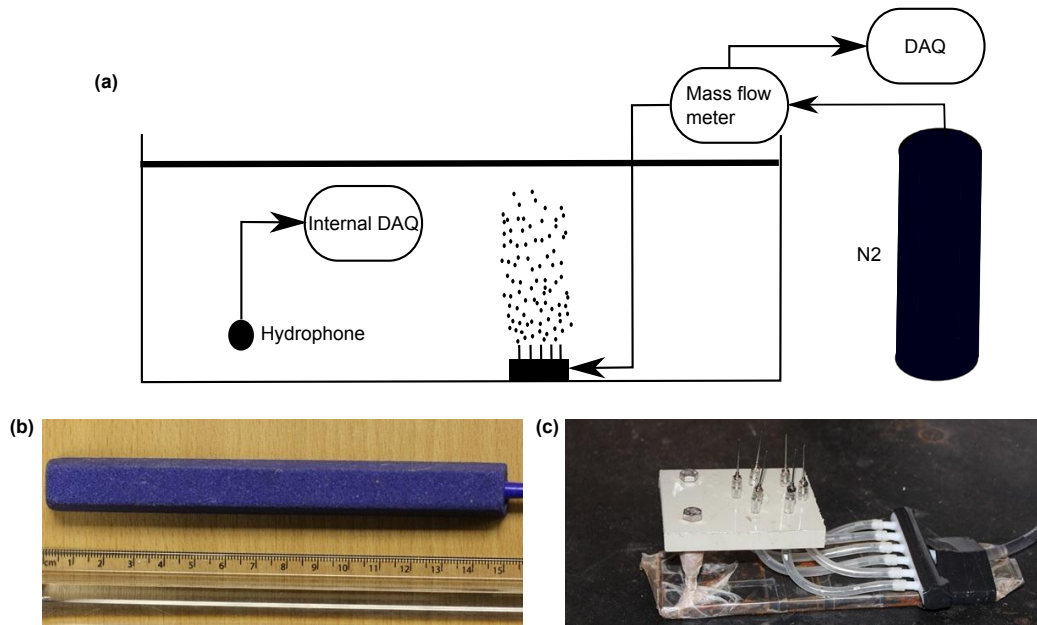 (a)
DAQ
Mass flow
meter
Internal DAQ
N2
Hydrophone
(b)
(c)
cm 1 2 3 4 5 6 7 8 9 10 11 12 13 14 15